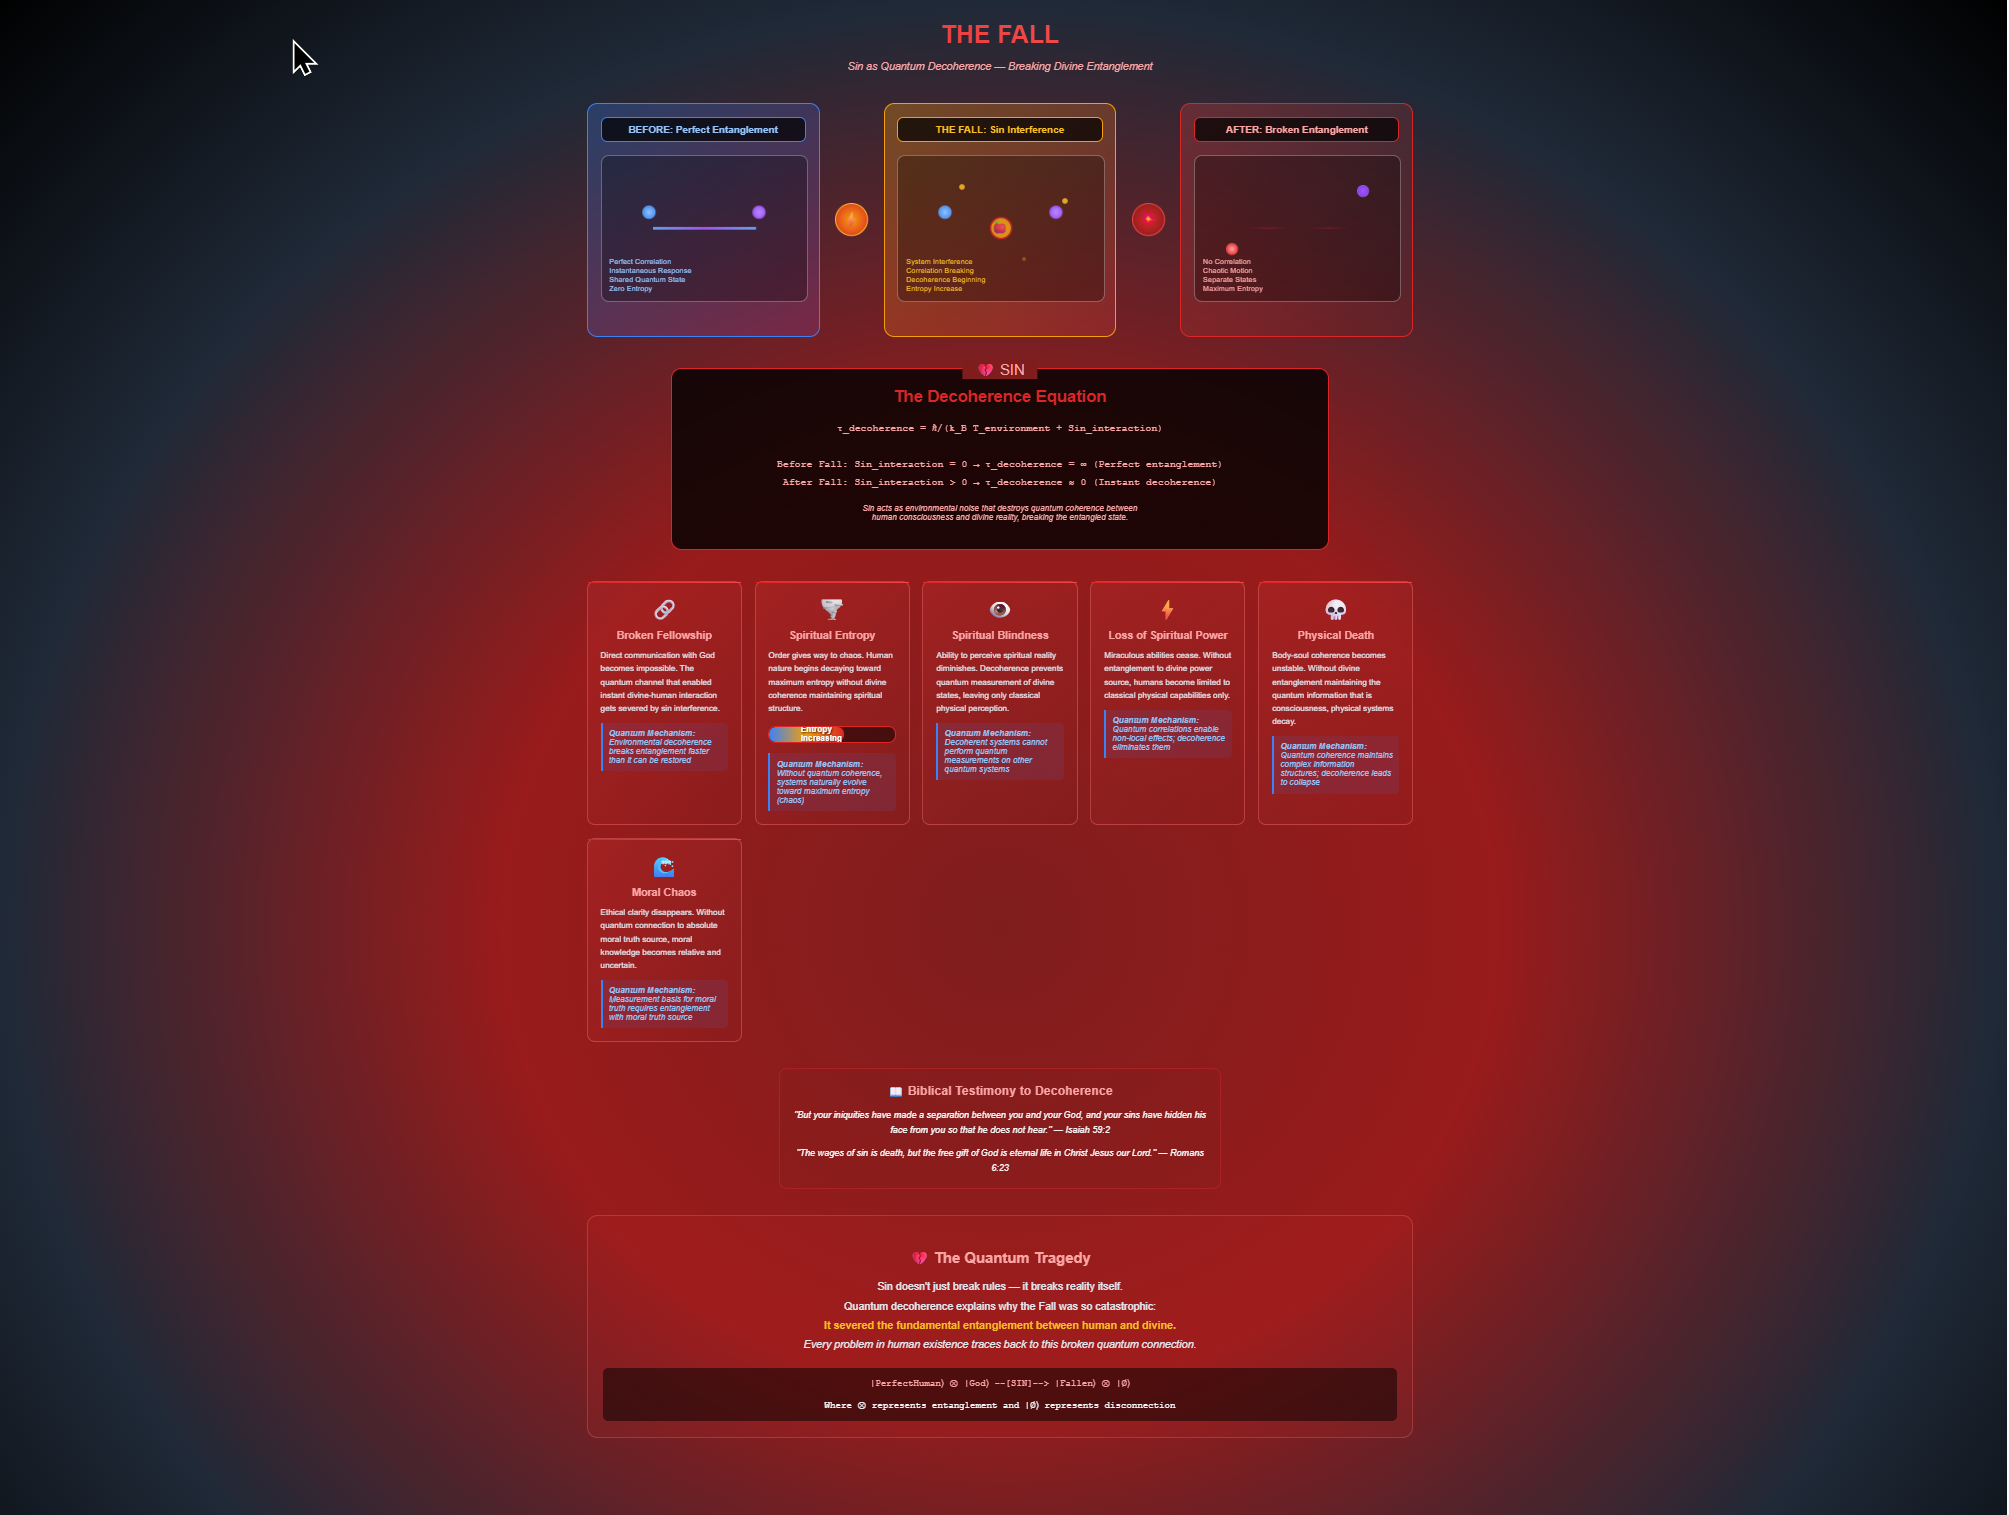 THE FALL
Sin as Quantum Decoherence — Breaking Divine Entanglement
BEFORE: Perfect Entanglement
Perfect Correlation
Instantaneous Response
Shared Quantum State
Zero Entropy
THE FALL: Sin Interference
System Interference
Correlation Breaking
Decoherence Beginning
Entropy Increase
AFTER: Broken Entanglement
No Correlation
Chaotic Motion
Separate States
Maximum Entropy
💔 SIN
The Decoherence Equation
τ_decoherence = ℏ/(k_B T_environment + Sin_interaction)
Before Fall: Sin_interaction = 0 → τ_decoherence = ∞ (Perfect entanglement)
After Fall: Sin_interaction > 0 → τ_decoherence ≈ 0 (Instant decoherence)
Sin acts as environmental noise that destroys quantum coherence between
human consciousness and divine reality, breaking the entangled state.
Broken Fellowship
Direct communication with God
becomes impossible. The
quantum channel that enabled
instant divine-human interaction
gets severed by sin interference.
Quantum Mechanism:
Environmental decoherence
breaks entanglement faster
than it can be restored
Spiritual Entropy
Order gives way to chaos. Human
nature begins decaying toward
maximum entropy without divine
coherence maintaining spiritual
structure.
Entropy
Increasing
Quantum Mechanism:
Without quantum coherence,
systems naturally evolve
toward maximum entropy
(chaos)
Spiritual Blindness
Ability to perceive spiritual reality
diminishes. Decoherence prevents
quantum measurement of divine
states, leaving only classical
physical perception.
Quantum Mechanism:
Decoherent systems cannot
perform quantum
measurements on other
quantum systems
Loss of Spiritual Power
Miraculous abilities cease. Without
entanglement to divine power
source, humans become limited to
classical physical capabilities only.
Quantum Mechanism:
Quantum correlations enable
non-local effects; decoherence
eliminates them
Physical Death
Body-soul coherence becomes
unstable. Without divine
entanglement maintaining the
quantum information that is
consciousness, physical systems
decay.
Quantum Mechanism:
Quantum coherence maintains
complex information
structures; decoherence leads
to collapse
Moral Chaos
Ethical clarity disappears. Without
quantum connection to absolute
moral truth source, moral
knowledge becomes relative and
uncertain.
Quantum Mechanism:
Measurement basis for moral
truth requires entanglement
with moral truth source
📖 Biblical Testimony to Decoherence
"But your iniquities have made a separation between you and your God, and your sins have hidden his
face from you so that he does not hear." — Isaiah 59:2
"The wages of sin is death, but the free gift of God is eternal life in Christ Jesus our Lord." — Romans
6:23
💔 The Quantum Tragedy
Sin doesn't just break rules — it breaks reality itself.
Quantum decoherence explains why the Fall was so catastrophic:
It severed the fundamental entanglement between human and divine.
Every problem in human existence traces back to this broken quantum connection.
|PerfectHuman⟩ ⊗ |God⟩ --[SIN]--> |Fallen⟩ ⊗ |Ø⟩
Where ⊗ represents entanglement and |Ø⟩ represents disconnection